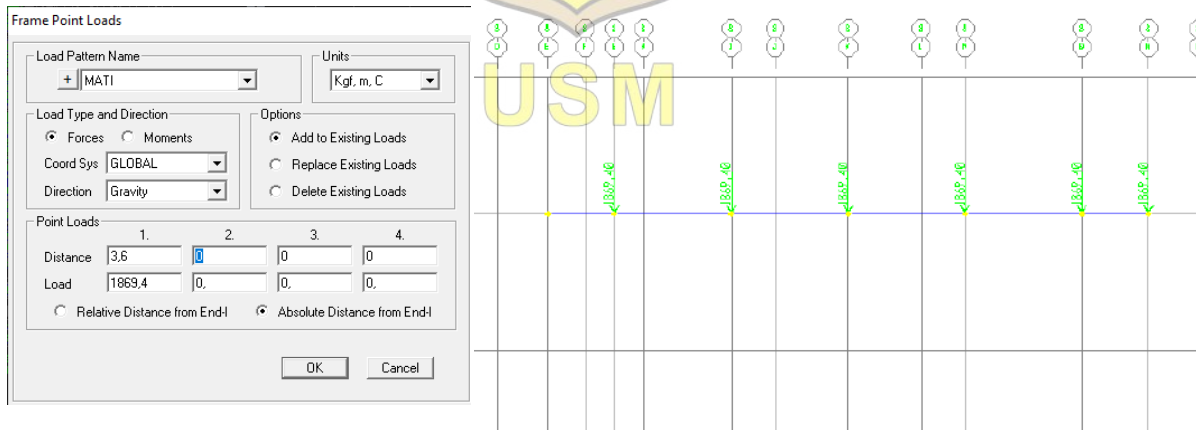 Frame Point Loads
Load Pattern Name
+ MATI
Units
Kgf, m, C
Load Type and Direction
Forces Moments
Coord Sys GLOBAL
Direction Gravity
Options
Add to Existing Loads
Replace Existing Loads
Delete Existing Loads
Point Loads
1. 2. 3. 4.
Distance 3,6 0 0 0
Load 1869,4 0, 0, 0,
Relative Distance from End-I Absolute Distance from End-I
OK Cancel
USM
1869,40 1869,40 1869,40 1869,40 1869,40 1869,40